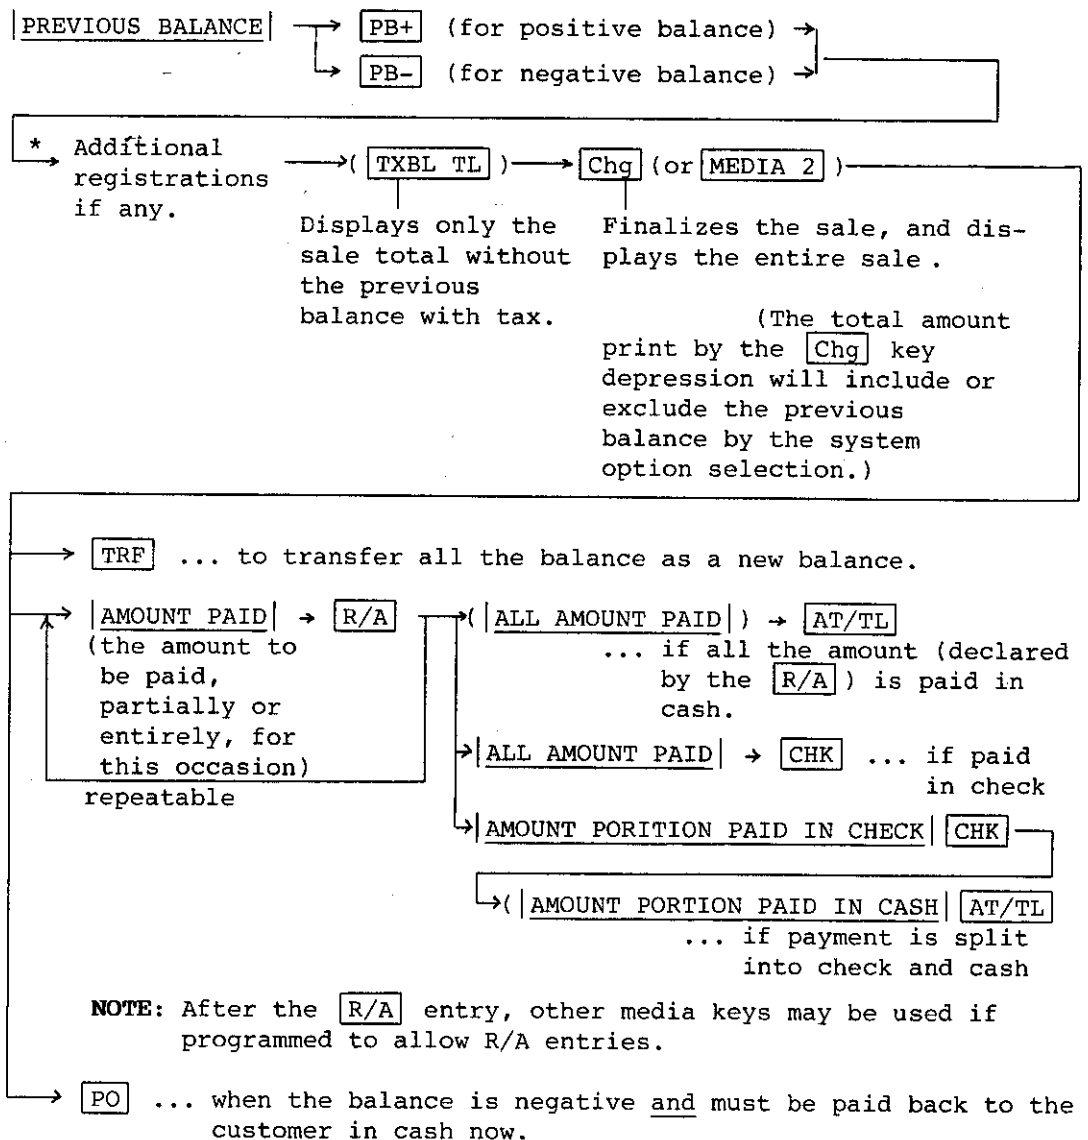 PREVIOUS BALANCE → PB+ (for positive balance) →
→ PB- (for negative balance) →
* Additional → ( TXBL TL ) → Chg (or MEDIA 2 )
registrations
if any.
Displays only the
sale total without
the previous
balance with tax.
Finalizes the sale, and dis-
plays the entire sale .
(The total amount
print by the Chg key
depression will include or
exclude the previous
balance by the system
option selection.)
→ TRF ... to transfer all the balance as a new balance.
→ |AMOUNT PAID| → R/A
(the amount to
be paid,
partially or
entirely, for
this occasion)
repeatable
→ ( |ALL AMOUNT PAID| ) → AT/TL
... if all the amount (declared
by the R/A ) is paid in
cash.
→ |ALL AMOUNT PAID| → CHK ... if paid
in check
→ |AMOUNT PORITION PAID IN CHECK| CHK
→ ( |AMOUNT PORTION PAID IN CASH| AT/TL
... if payment is split
into check and cash
NOTE: After the R/A entry, other media keys may be used if
programmed to allow R/A entries.
→ PO ... when the balance is negative and must be paid back to the
customer in cash now.